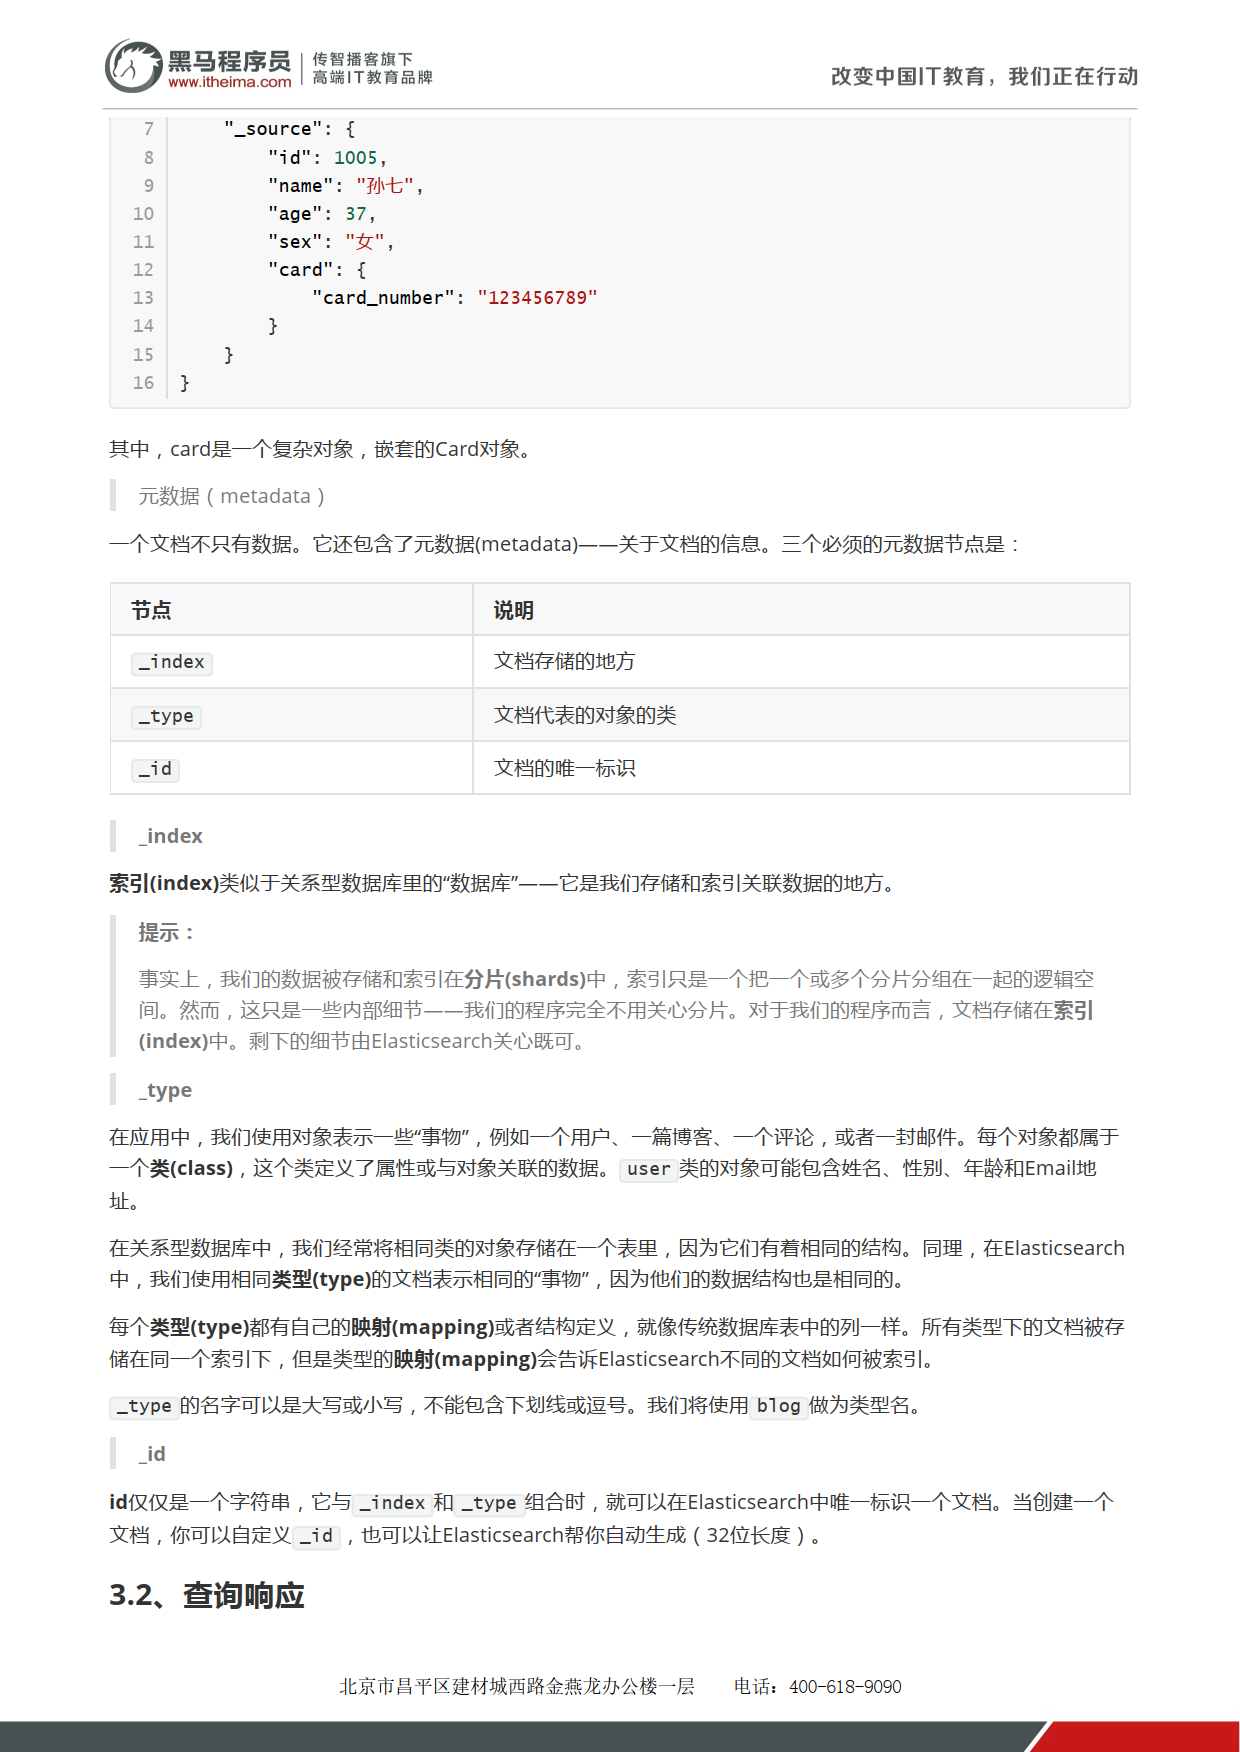 黑马程序员
www.itheima.com
传智播客旗下
高端IT教育品牌
改变中国IT教育，我们正在行动
7 "_source": {
8 "id": 1005,
9 "name": "孙七",
10 "age": 37,
11 "sex": "女",
12 "card": {
13 "card_number": "123456789"
14 }
15 }
16 }
其中，card是一个复杂对象，嵌套的Card对象。
元数据（metadata）
一个文档不只有数据。它还包含了元数据(metadata)——关于文档的信息。三个必须的元数据节点是：
节点 说明
_index 文档存储的地方
_type 文档代表的对象的类
_id 文档的唯一标识
_index
索引(index)类似于关系型数据库里的“数据库”——它是我们存储和索引关联数据的地方。
提示：
事实上，我们的数据被存储和索引在分片(shards)中，索引只是一个把一个或多个分片分组在一起的逻辑空
间。然而，这只是一些内部细节——我们的程序完全不用关心分片。对于我们的程序而言，文档存储在索引
(index)中。剩下的细节由Elasticsearch关心既可。
_type
在应用中，我们使用对象表示一些“事物”，例如一个用户、一篇博客、一个评论，或者一封邮件。每个对象都属于
一个类(class)，这个类定义了属性或与对象关联的数据。user类的对象可能包含姓名、性别、年龄和Email地
址。
在关系型数据库中，我们经常将相同类的对象存储在一个表里，因为它们有着相同的结构。同理，在Elasticsearch
中，我们使用相同类型(type)的文档表示相同的“事物”，因为他们的数据结构也是相同的。
每个类型(type)都有自己的映射(mapping)或者结构定义，就像传统数据库表中的列一样。所有类型下的文档被存
储在同一个索引下，但是类型的映射(mapping)会告诉Elasticsearch不同的文档如何被索引。
_type的名字可以是大写或小写，不能包含下划线或逗号。我们将使用blog做为类型名。
_id
id仅仅是一个字符串，它与_index和_type组合时，就可以在Elasticsearch中唯一标识一个文档。当创建一个
文档，你可以自定义_id，也可以让Elasticsearch帮你自动生成（32位长度）。
3.2、查询响应
北京市昌平区建材城西路金燕龙办公楼一层 电话：400-618-9090